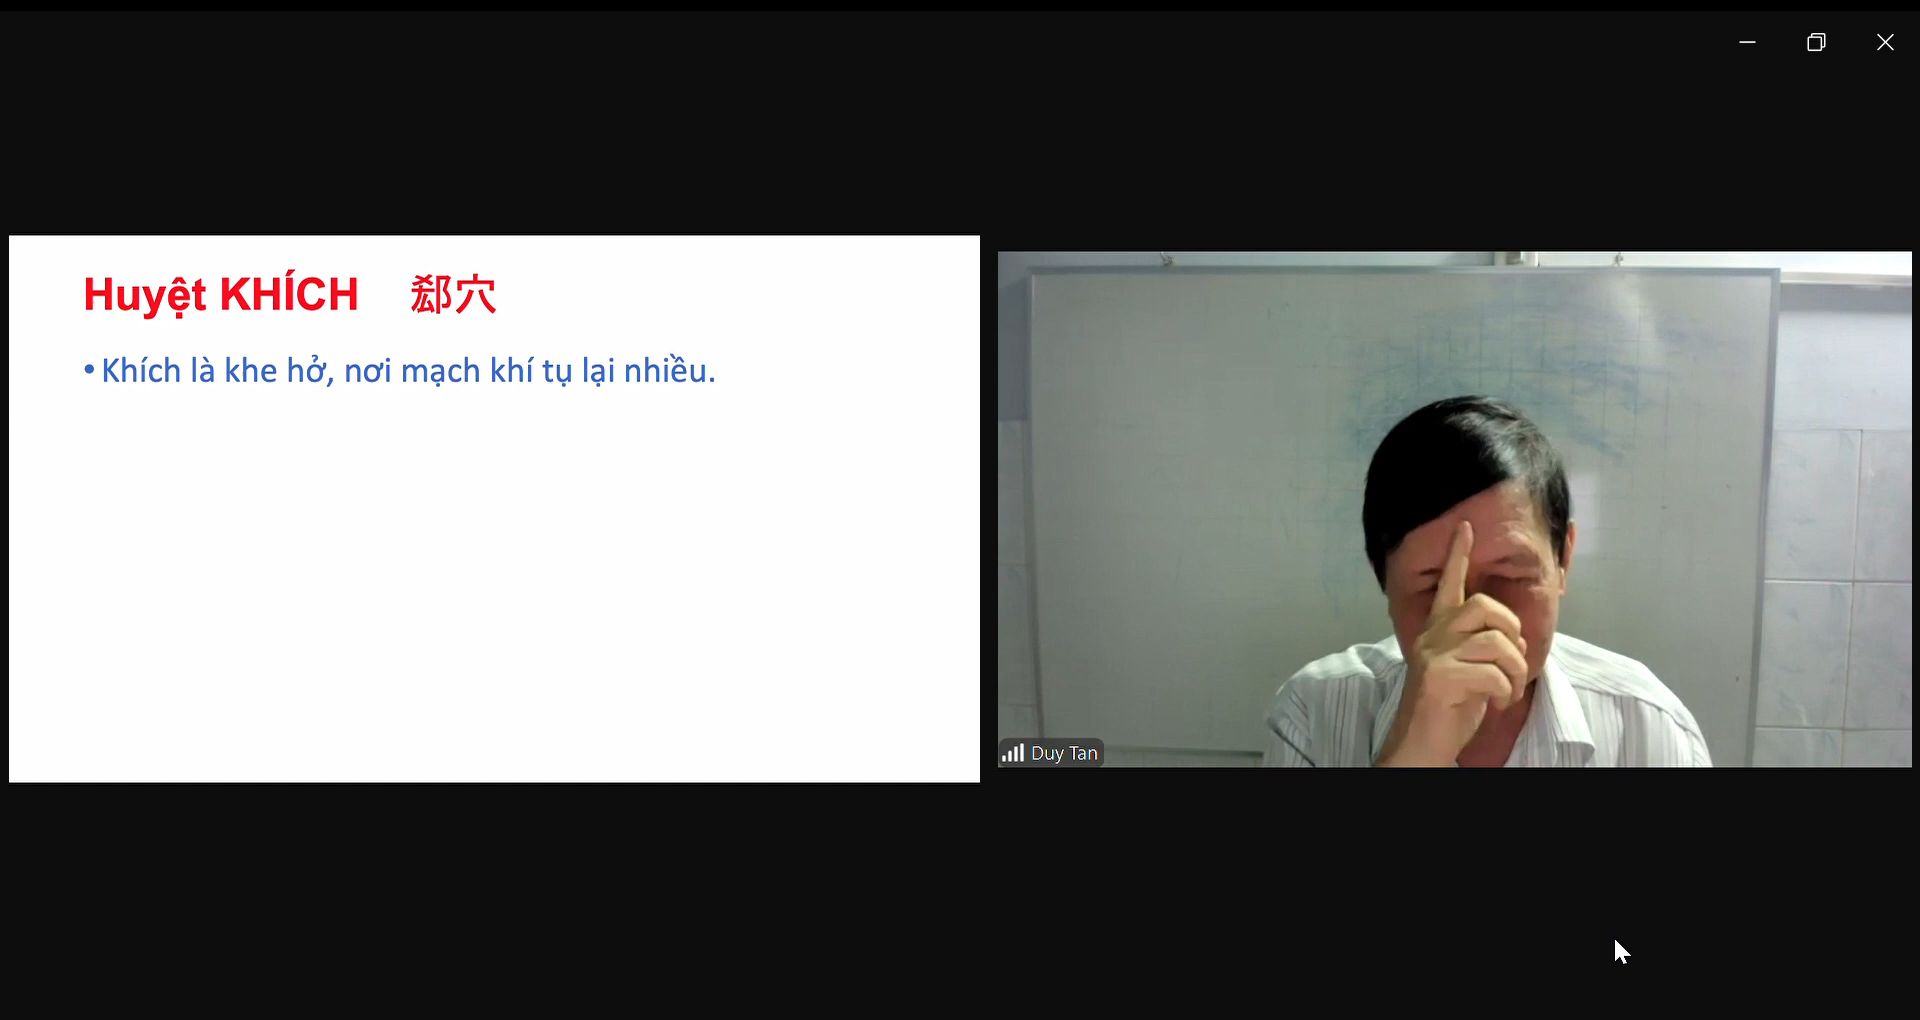 Huyệt KHÍCH 郄穴
• Khích là khe hở, nơi mạch khí tụ lại nhiều.
Duy Tan